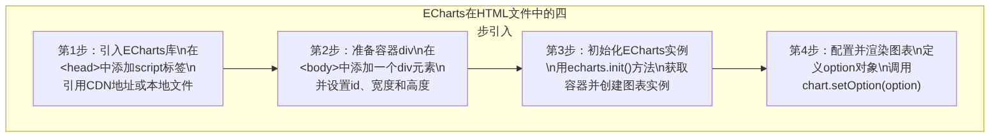 ECharts在HTML文件中的四
步引入
第1步：引入ECharts库\n在
<head>中添加script标签\n
引用CDN地址或本地文件
第2步：准备容器div\n在
<body>中添加一个div元素\n
并设置id、宽度和高度
第3步：初始化ECharts实例
\n用echarts.init()方法\n获取
容器并创建图表实例
第4步：配置并渲染图表\n定
义option对象\n调用
chart.setOption(option)